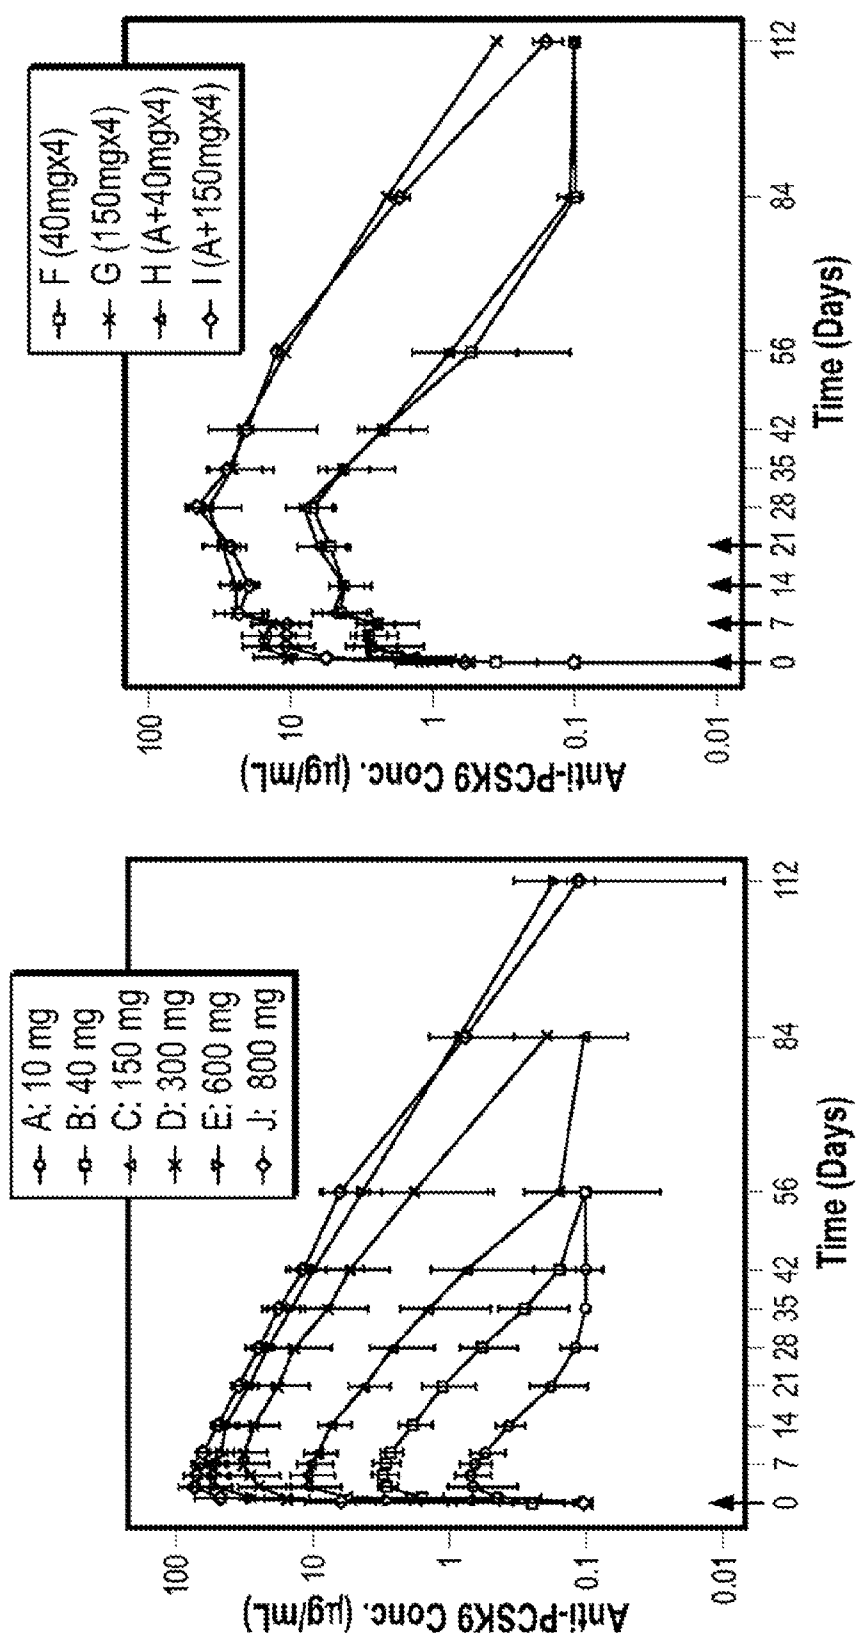 Anti-PCSK9 Conc. (µg/mL)
100
10
1
0.1
0.01
A: 10 mg
B: 40 mg
C: 150 mg
D: 300 mg
E: 600 mg
J: 800 mg
0 7 14 21 28 35 42 56 84 112
Time (Days)
Anti-PCSK9 Conc. (µg/mL)
100
10
1
0.1
0.01
F (40mgx4)
G (150mgx4)
H (A+40mgx4)
I (A+150mgx4)
0 7 14 21 28 35 42 56 84 112
Time (Days)